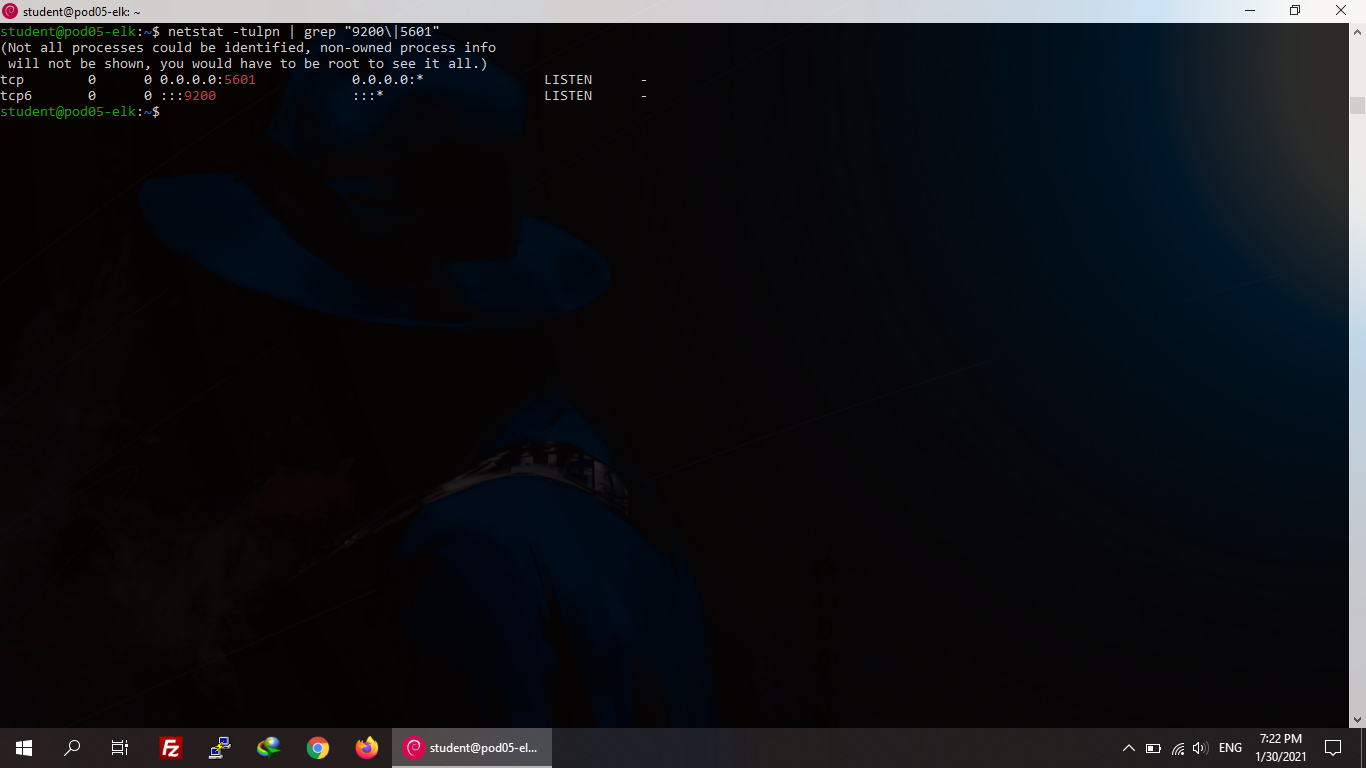 student@pod05-elk: ~
student@pod05-elk:~$ netstat -tulpn | grep "9200\|5601"
(Not all processes could be identified, non-owned process info
 will not be shown, you would have to be root to see it all.)
tcp        0      0 0.0.0.0:5601            0.0.0.0:*               LISTEN      -
tcp6       0      0 :::9200                 :::*                    LISTEN      -
student@pod05-elk:~$
Fz
student@pod05-el...
ENG
7:22 PM
1/30/2021